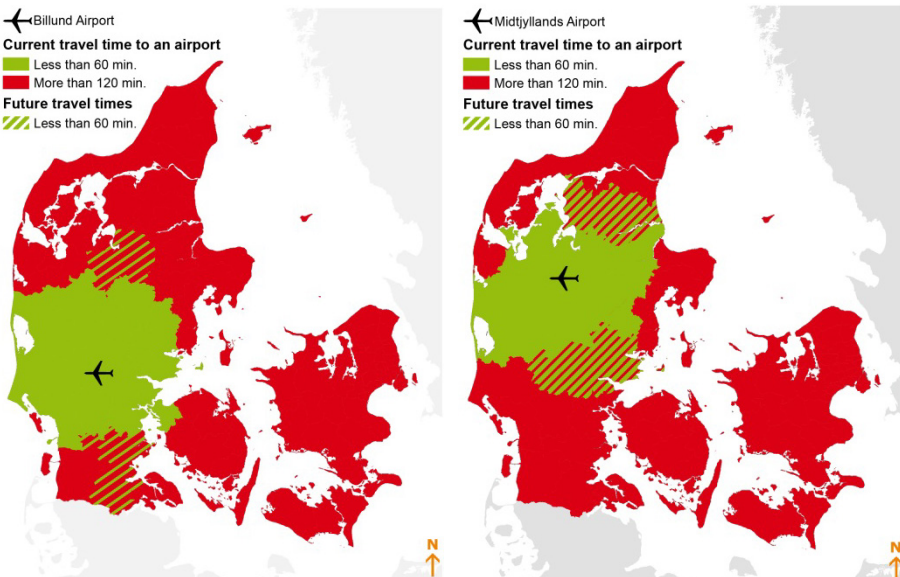 Billund Airport
Current travel time to an airport
Less than 60 min.
More than 120 min.
Future travel times
Less than 60 min.
N
Midtjyllands Airport
Current travel time to an airport
Less than 60 min.
More than 120 min.
Future travel times
Less than 60 min.
N